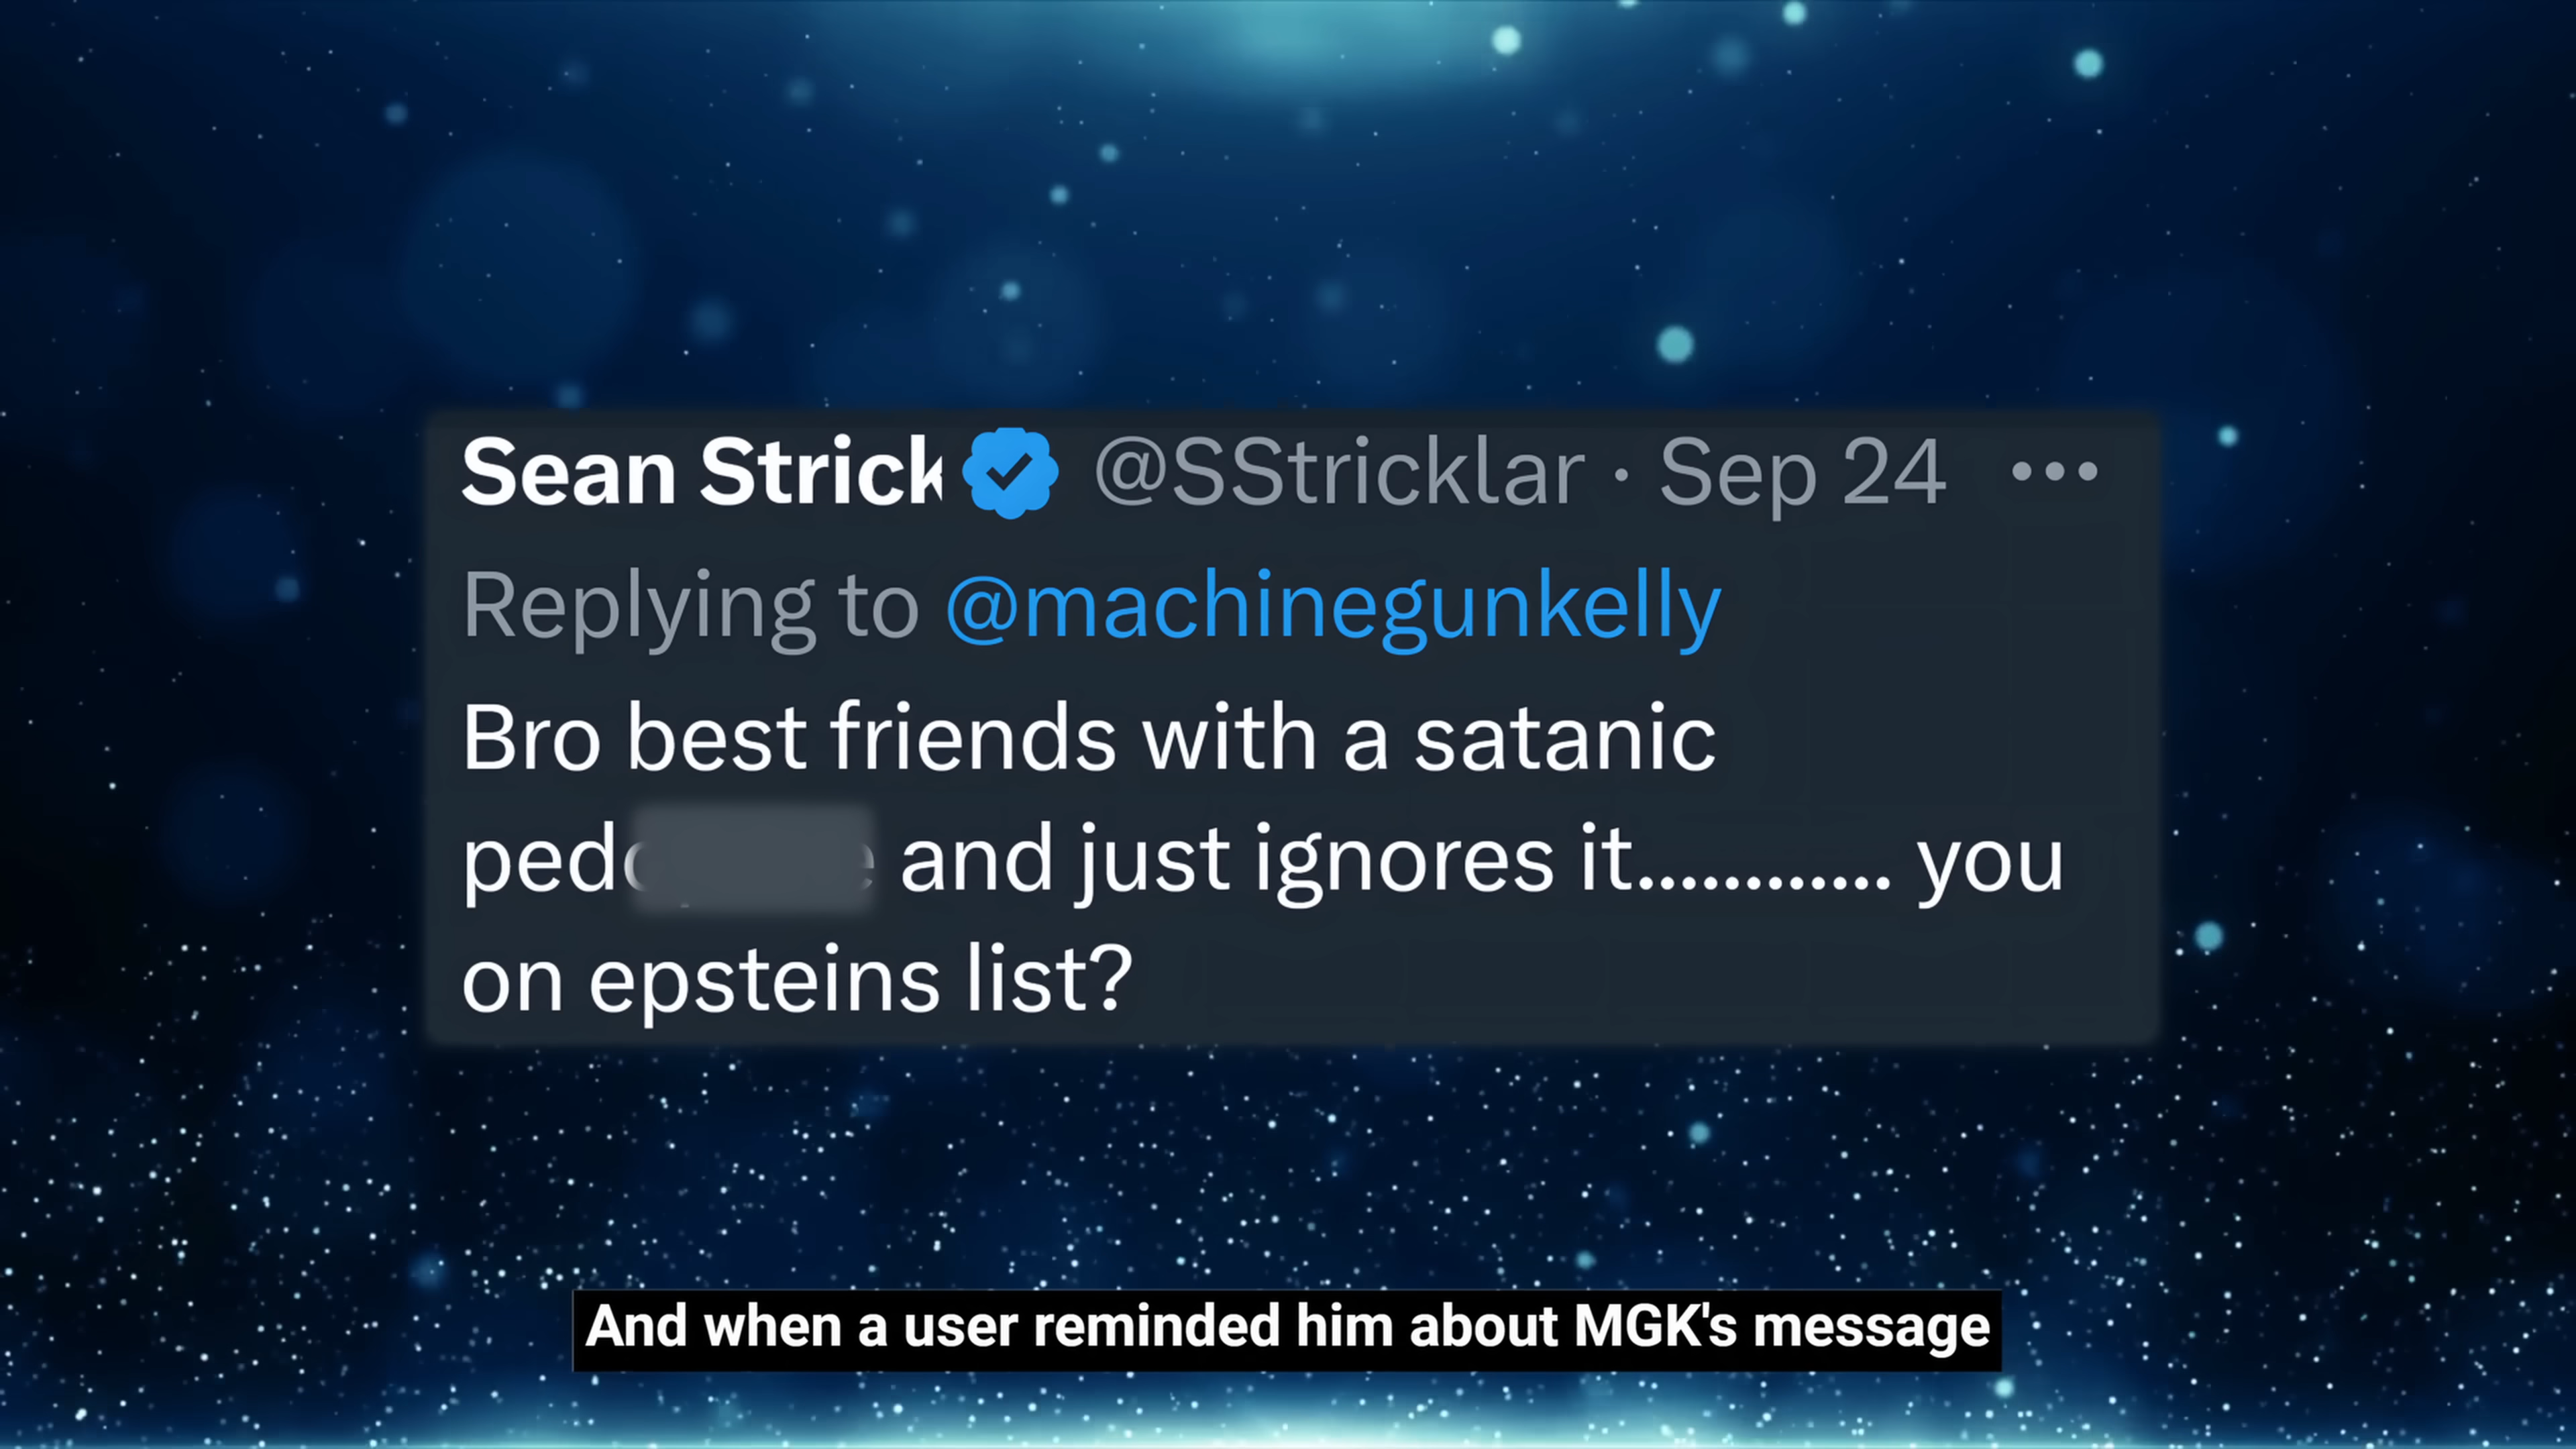 Sean Strick @SStricklar · Sep 24 •••
Replying to @machinegunkelly
Bro best friends with a satanic
and just ignores it............ you
on epsteins list?
And when a user reminded him about MGK's message